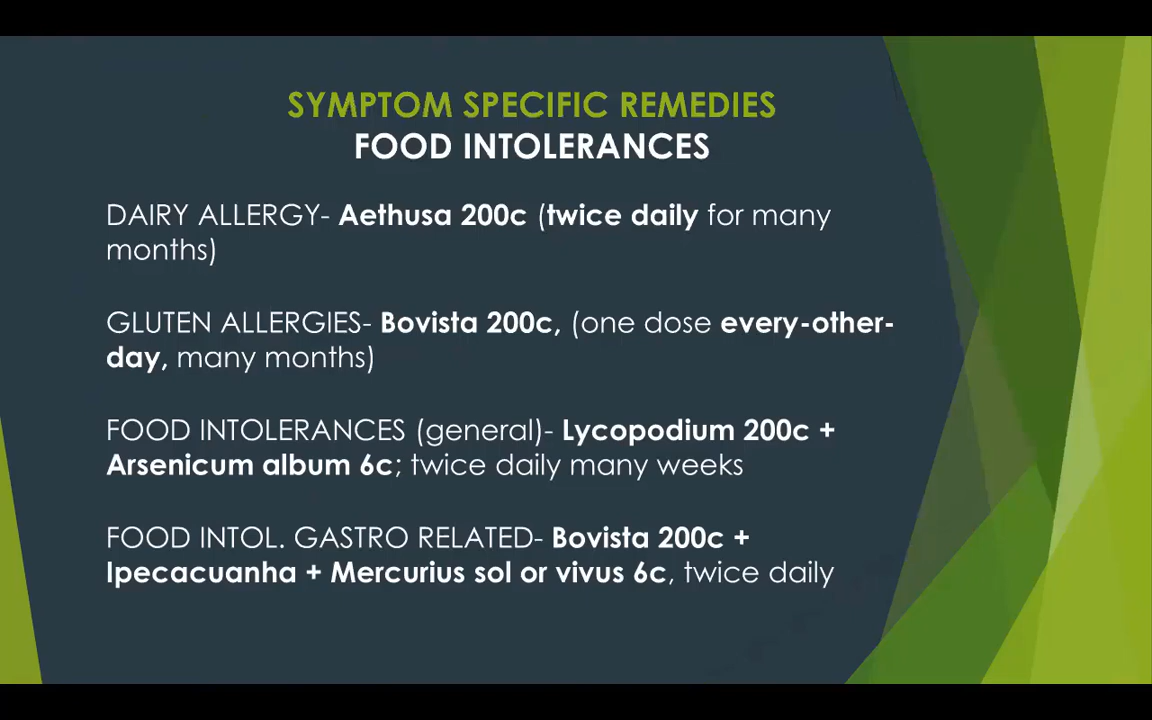 SYMPTOM SPECIFIC REMEDIES
FOOD INTOLERANCES
DAIRY ALLERGY- Aethusa 200c (twice daily for many
months)
GLUTEN ALLERGIES- Bovista 200c, (one dose every-other-
day, many months)
FOOD INTOLERANCES (general)- Lycopodium 200c +
Arsenicum album 6c; twice daily many weeks
FOOD INTOL. GASTRO RELATED- Bovista 200c +
Ipecacuanha + Mercurius sol or vivus 6c, twice daily